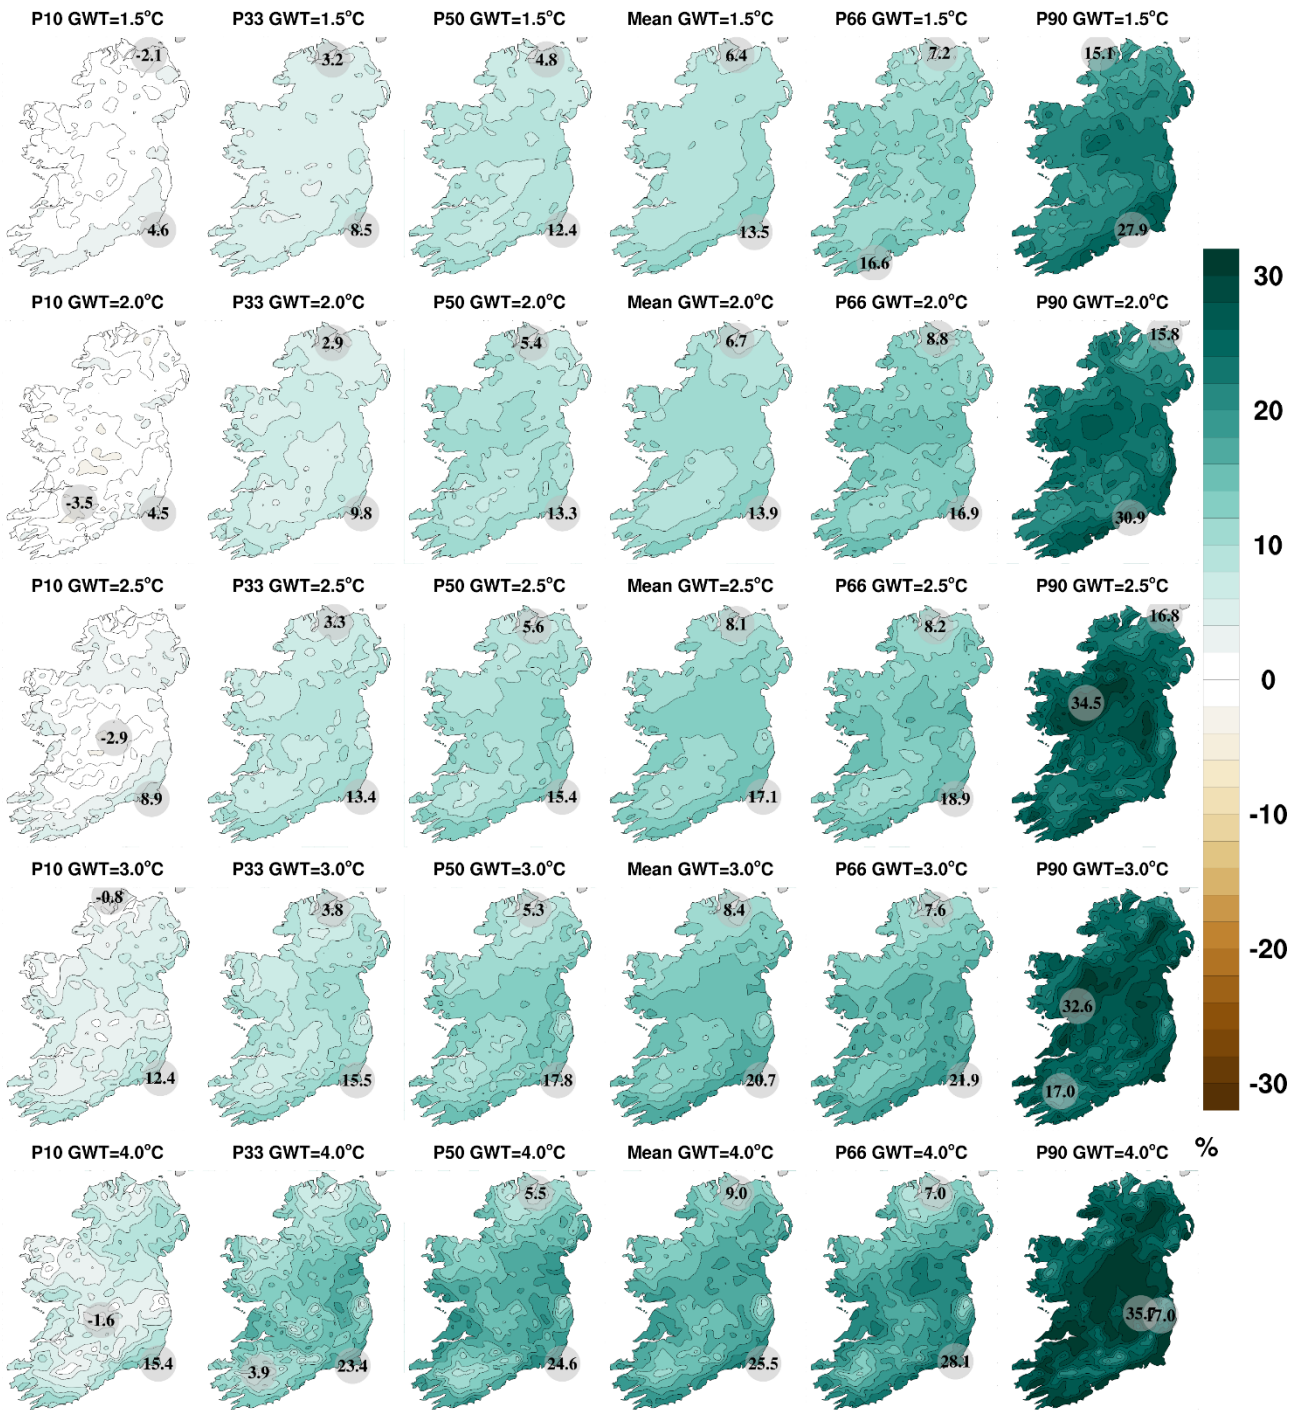 P10 GWT=1.5°C P33 GWT=1.5°C P50 GWT=1.5°C Mean GWT=1.5°C P66 GWT=1.5°C P90 GWT=1.5°C
-2.1 3.2 4.8 6.4 7.2 15.1
4.6 8.5 12.4 13.5 16.6 27.9
P10 GWT=2.0°C P33 GWT=2.0°C P50 GWT=2.0°C Mean GWT=2.0°C P66 GWT=2.0°C P90 GWT=2.0°C
2.9 5.4 6.7 8.8 15.8
-3.5 4.5 9.8 13.3 13.9 16.9 30.9
P10 GWT=2.5°C P33 GWT=2.5°C P50 GWT=2.5°C Mean GWT=2.5°C P66 GWT=2.5°C P90 GWT=2.5°C
3.3 5.6 8.1 8.2 16.8
34.5
-2.9
8.9 13.4 15.4 17.1 18.9
P10 GWT=3.0°C P33 GWT=3.0°C P50 GWT=3.0°C Mean GWT=3.0°C P66 GWT=3.0°C P90 GWT=3.0°C
-0.8 3.8 5.3 8.4 7.6
32.6
12.4 15.5 17.8 20.7 21.9 17.0
P10 GWT=4.0°C P33 GWT=4.0°C P50 GWT=4.0°C Mean GWT=4.0°C P66 GWT=4.0°C P90 GWT=4.0°C
5.5 9.0 7.0
-1.6 17.0
15.4 3.9 23.4 24.6 25.5 28.1
30
20
10
0
-10
-20
-30
%